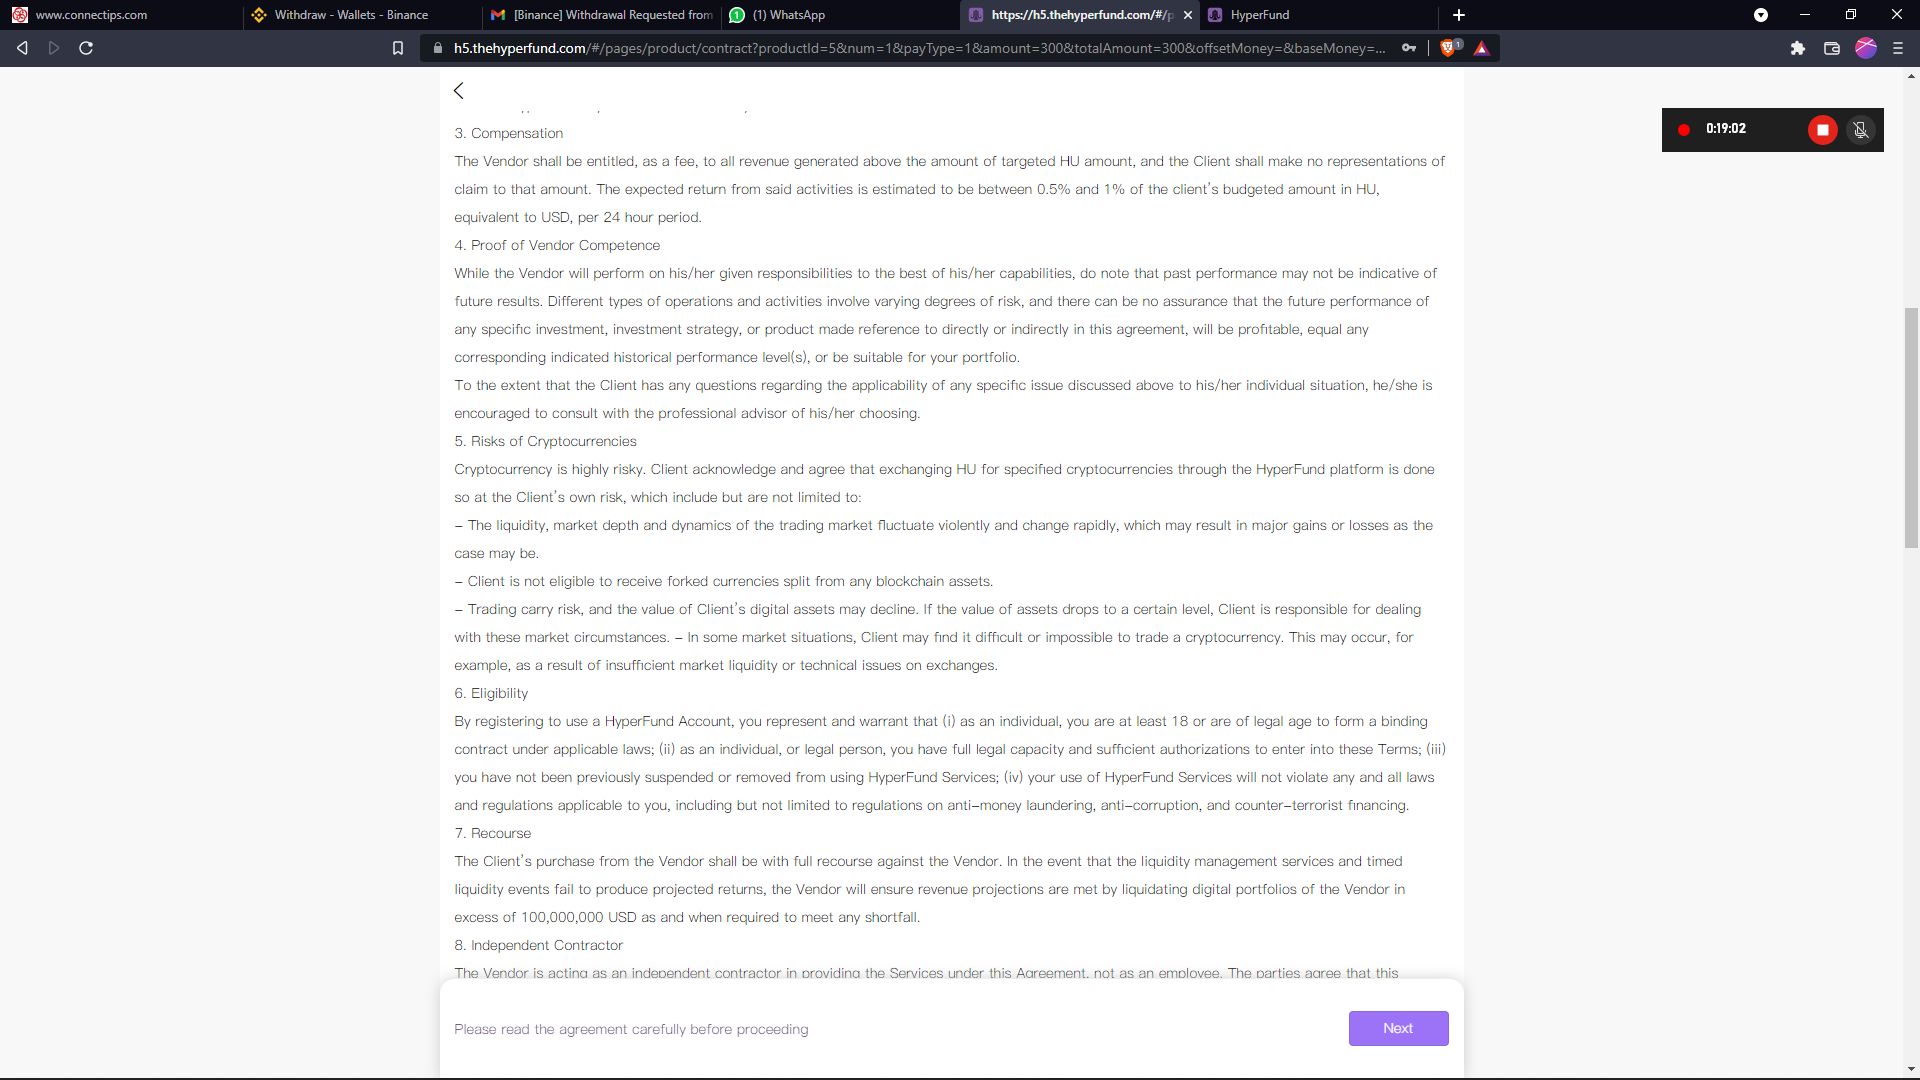 www.connectips.com
Withdraw - Wallets - Binance
[Binance] Withdrawal Requested from
(1) WhatsApp
https://h5.thehyperfund.com/#/p
HyperFund
h5.thehyperfund.com/#/pages/product/contract?productId=5&num=1&payType=1&amount=300&totalAmount=300&offsetMoney=&baseMoney=...
1
0:19:02
3. Compensation
The Vendor shall be entitled, as a fee, to all revenue generated above the amount of targeted HU amount, and the Client shall make no representations of
claim to that amount. The expected return from said activities is estimated to be between 0.5% and 1% of the client's budgeted amount in HU,
equivalent to USD, per 24 hour period.
4. Proof of Vendor Competence
While the Vendor will perform on his/her given responsibilities to the best of his/her capabilities, do note that past performance may not be indicative of
future results. Different types of operations and activities involve varying degrees of risk, and there can be no assurance that the future performance of
any specific investment, investment strategy, or product made reference to directly or indirectly in this agreement, will be profitable, equal any
corresponding indicated historical performance level(s), or be suitable for your portfolio.
To the extent that the Client has any questions regarding the applicability of any specific issue discussed above to his/her individual situation, he/she is
encouraged to consult with the professional advisor of his/her choosing.
5. Risks of Cryptocurrencies
Cryptocurrency is highly risky. Client acknowledge and agree that exchanging HU for specified cryptocurrencies through the HyperFund platform is done
so at the Client's own risk, which include but are not limited to:
- The liquidity, market depth and dynamics of the trading market fluctuate violently and change rapidly, which may result in major gains or losses as the
case may be.
- Client is not eligible to receive forked currencies split from any blockchain assets.
- Trading carry risk, and the value of Client's digital assets may decline. If the value of assets drops to a certain level, Client is responsible for dealing
with these market circumstances. - In some market situations, Client may find it difficult or impossible to trade a cryptocurrency. This may occur, for
example, as a result of insufficient market liquidity or technical issues on exchanges.
6. Eligibility
By registering to use a HyperFund Account, you represent and warrant that (i) as an individual, you are at least 18 or are of legal age to form a binding
contract under applicable laws; (ii) as an individual, or legal person, you have full legal capacity and sufficient authorizations to enter into these Terms; (iii)
you have not been previously suspended or removed from using HyperFund Services; (iv) your use of HyperFund Services will not violate any and all laws
and regulations applicable to you, including but not limited to regulations on anti-money laundering, anti-corruption, and counter-terrorist financing.
7. Recourse
The Client's purchase from the Vendor shall be with full recourse against the Vendor. In the event that the liquidity management services and timed
liquidity events fail to produce projected returns, the Vendor will ensure revenue projections are met by liquidating digital portfolios of the Vendor in
excess of 100,000,000 USD as and when required to meet any shortfall.
8. Independent Contractor
The Vendor is acting as an independent contractor in providing the Services under this Agreement, not as an employee. The parties agree that this
Please read the agreement carefully before proceeding
Next